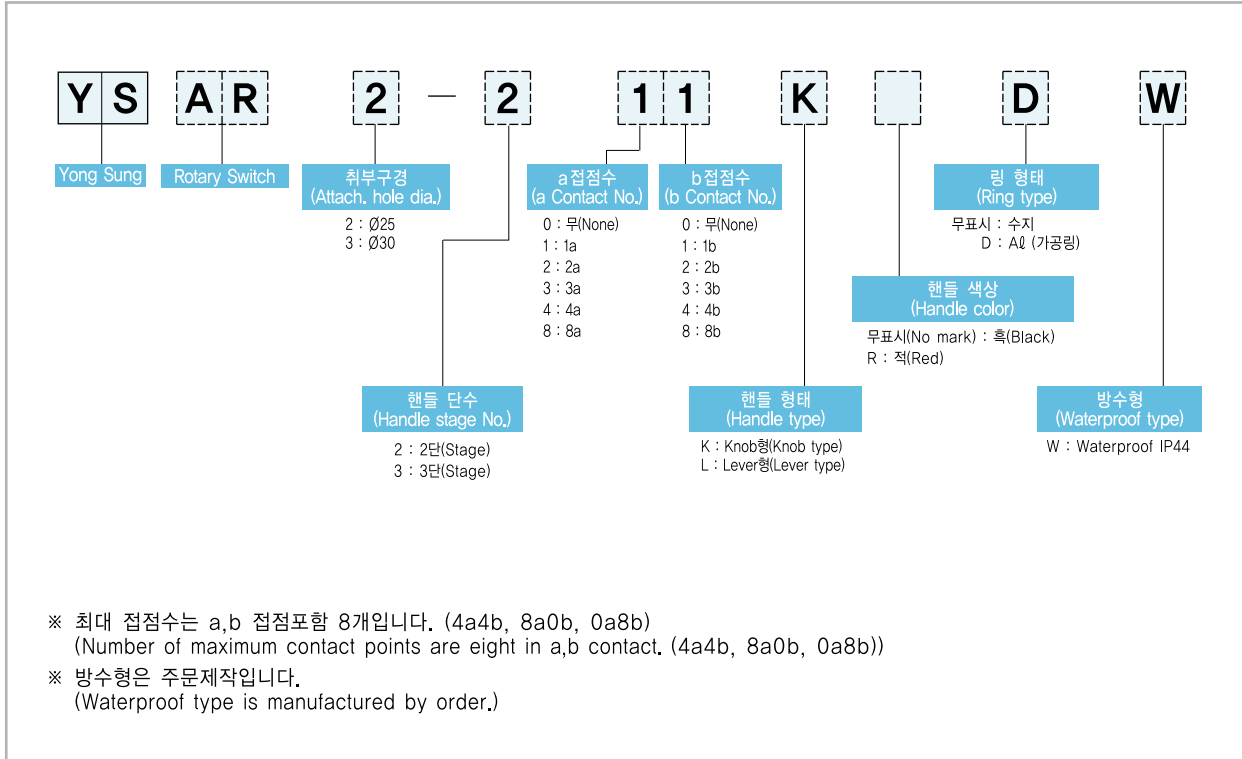 Y S A R 2 – 2 1 1 K D W
Yong Sung
Rotary Switch
취부구경
(Attach. hole dia.)
2 : Ø25
3 : Ø30
a접점수
(a Contact No.)
0 : 무(None)
1 : 1a
2 : 2a
3 : 3a
4 : 4a
8 : 8a
b접점수
(b Contact No.)
0 : 무(None)
1 : 1b
2 : 2b
3 : 3b
4 : 4b
8 : 8b
링 형태
(Ring type)
무표시 : 수지
D : Aℓ (가공링)
핸들 색상
(Handle color)
무표시(No mark) : 흑(Black)
R : 적(Red)
핸들 단수
(Handle stage No.)
2 : 2단(Stage)
3 : 3단(Stage)
핸들 형태
(Handle type)
K : Knob형(Knob type)
L : Lever형(Lever type)
방수형
(Waterproof type)
W : Waterproof IP44
※ 최대 접점수는 a,b 접점포함 8개입니다. (4a4b, 8a0b, 0a8b)
(Number of maximum contact points are eight in a,b contact. (4a4b, 8a0b, 0a8b))
※ 방수형은 주문제작입니다.
(Waterproof type is manufactured by order.)